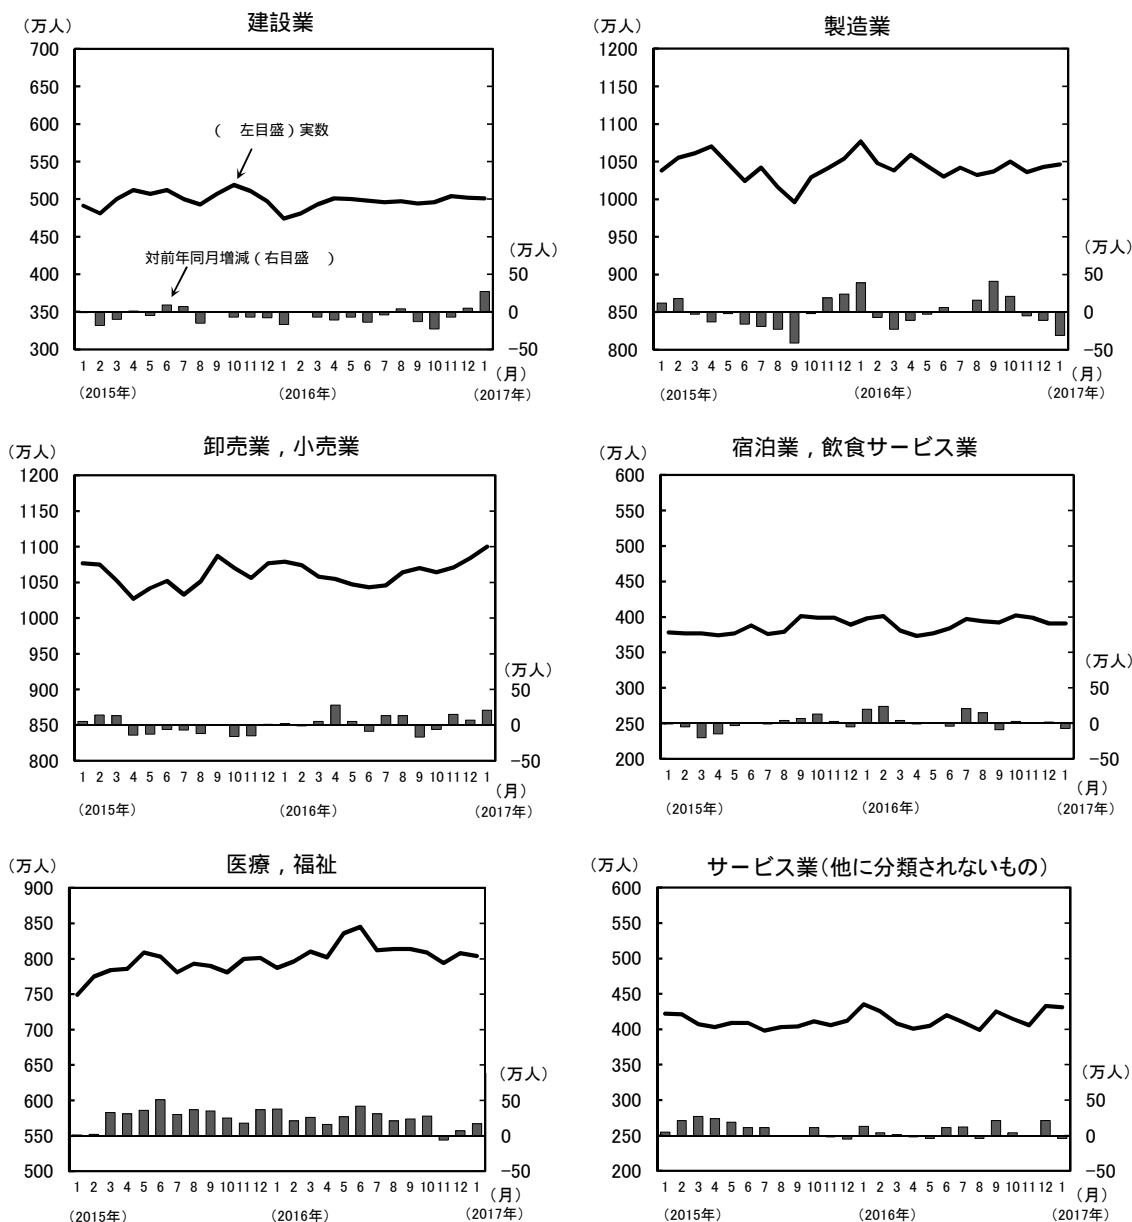 建設業
（万人）
700
650
600
550
500
450
400
350
300
（　左目盛）実数
対前年同月増減（右目盛　）
（万人）
50
0
−50
1 2 3 4 5 6 7 8 9 10 11 12 1 2 3 4 5 6 7 8 9 10 11 12 1
（月）
（2015年） （2016年） （2017年）
製造業
（万人）
1200
1150
1100
1050
1000
950
900
850
800
（万人）
50
0
−50
1 2 3 4 5 6 7 8 9 10 11 12 1 2 3 4 5 6 7 8 9 10 11 12 1
（月）
（2015年） （2016年） （2017年）
卸売業，小売業
（万人）
1200
1150
1100
1050
1000
950
900
850
800
（万人）
50
0
−50
1 2 3 4 5 6 7 8 9 10 11 12 1 2 3 4 5 6 7 8 9 10 11 12 1
（月）
（2015年） （2016年） （2017年）
宿泊業，飲食サービス業
（万人）
600
550
500
450
400
350
300
250
200
（万人）
50
0
−50
1 2 3 4 5 6 7 8 9 10 11 12 1 2 3 4 5 6 7 8 9 10 11 12 1
（月）
（2015年） （2016年） （2017年）
医療，福祉
（万人）
900
850
800
750
700
650
600
550
500
（万人）
50
0
−50
1 2 3 4 5 6 7 8 9 10 11 12 1 2 3 4 5 6 7 8 9 10 11 12 1
（月）
（2015年） （2016年） （2017年）
サービス業（他に分類されないもの）
（万人）
600
550
500
450
400
350
300
250
200
（万人）
50
0
−50
1 2 3 4 5 6 7 8 9 10 11 12 1 2 3 4 5 6 7 8 9 10 11 12 1
（月）
（2015年） （2016年） （2017年）